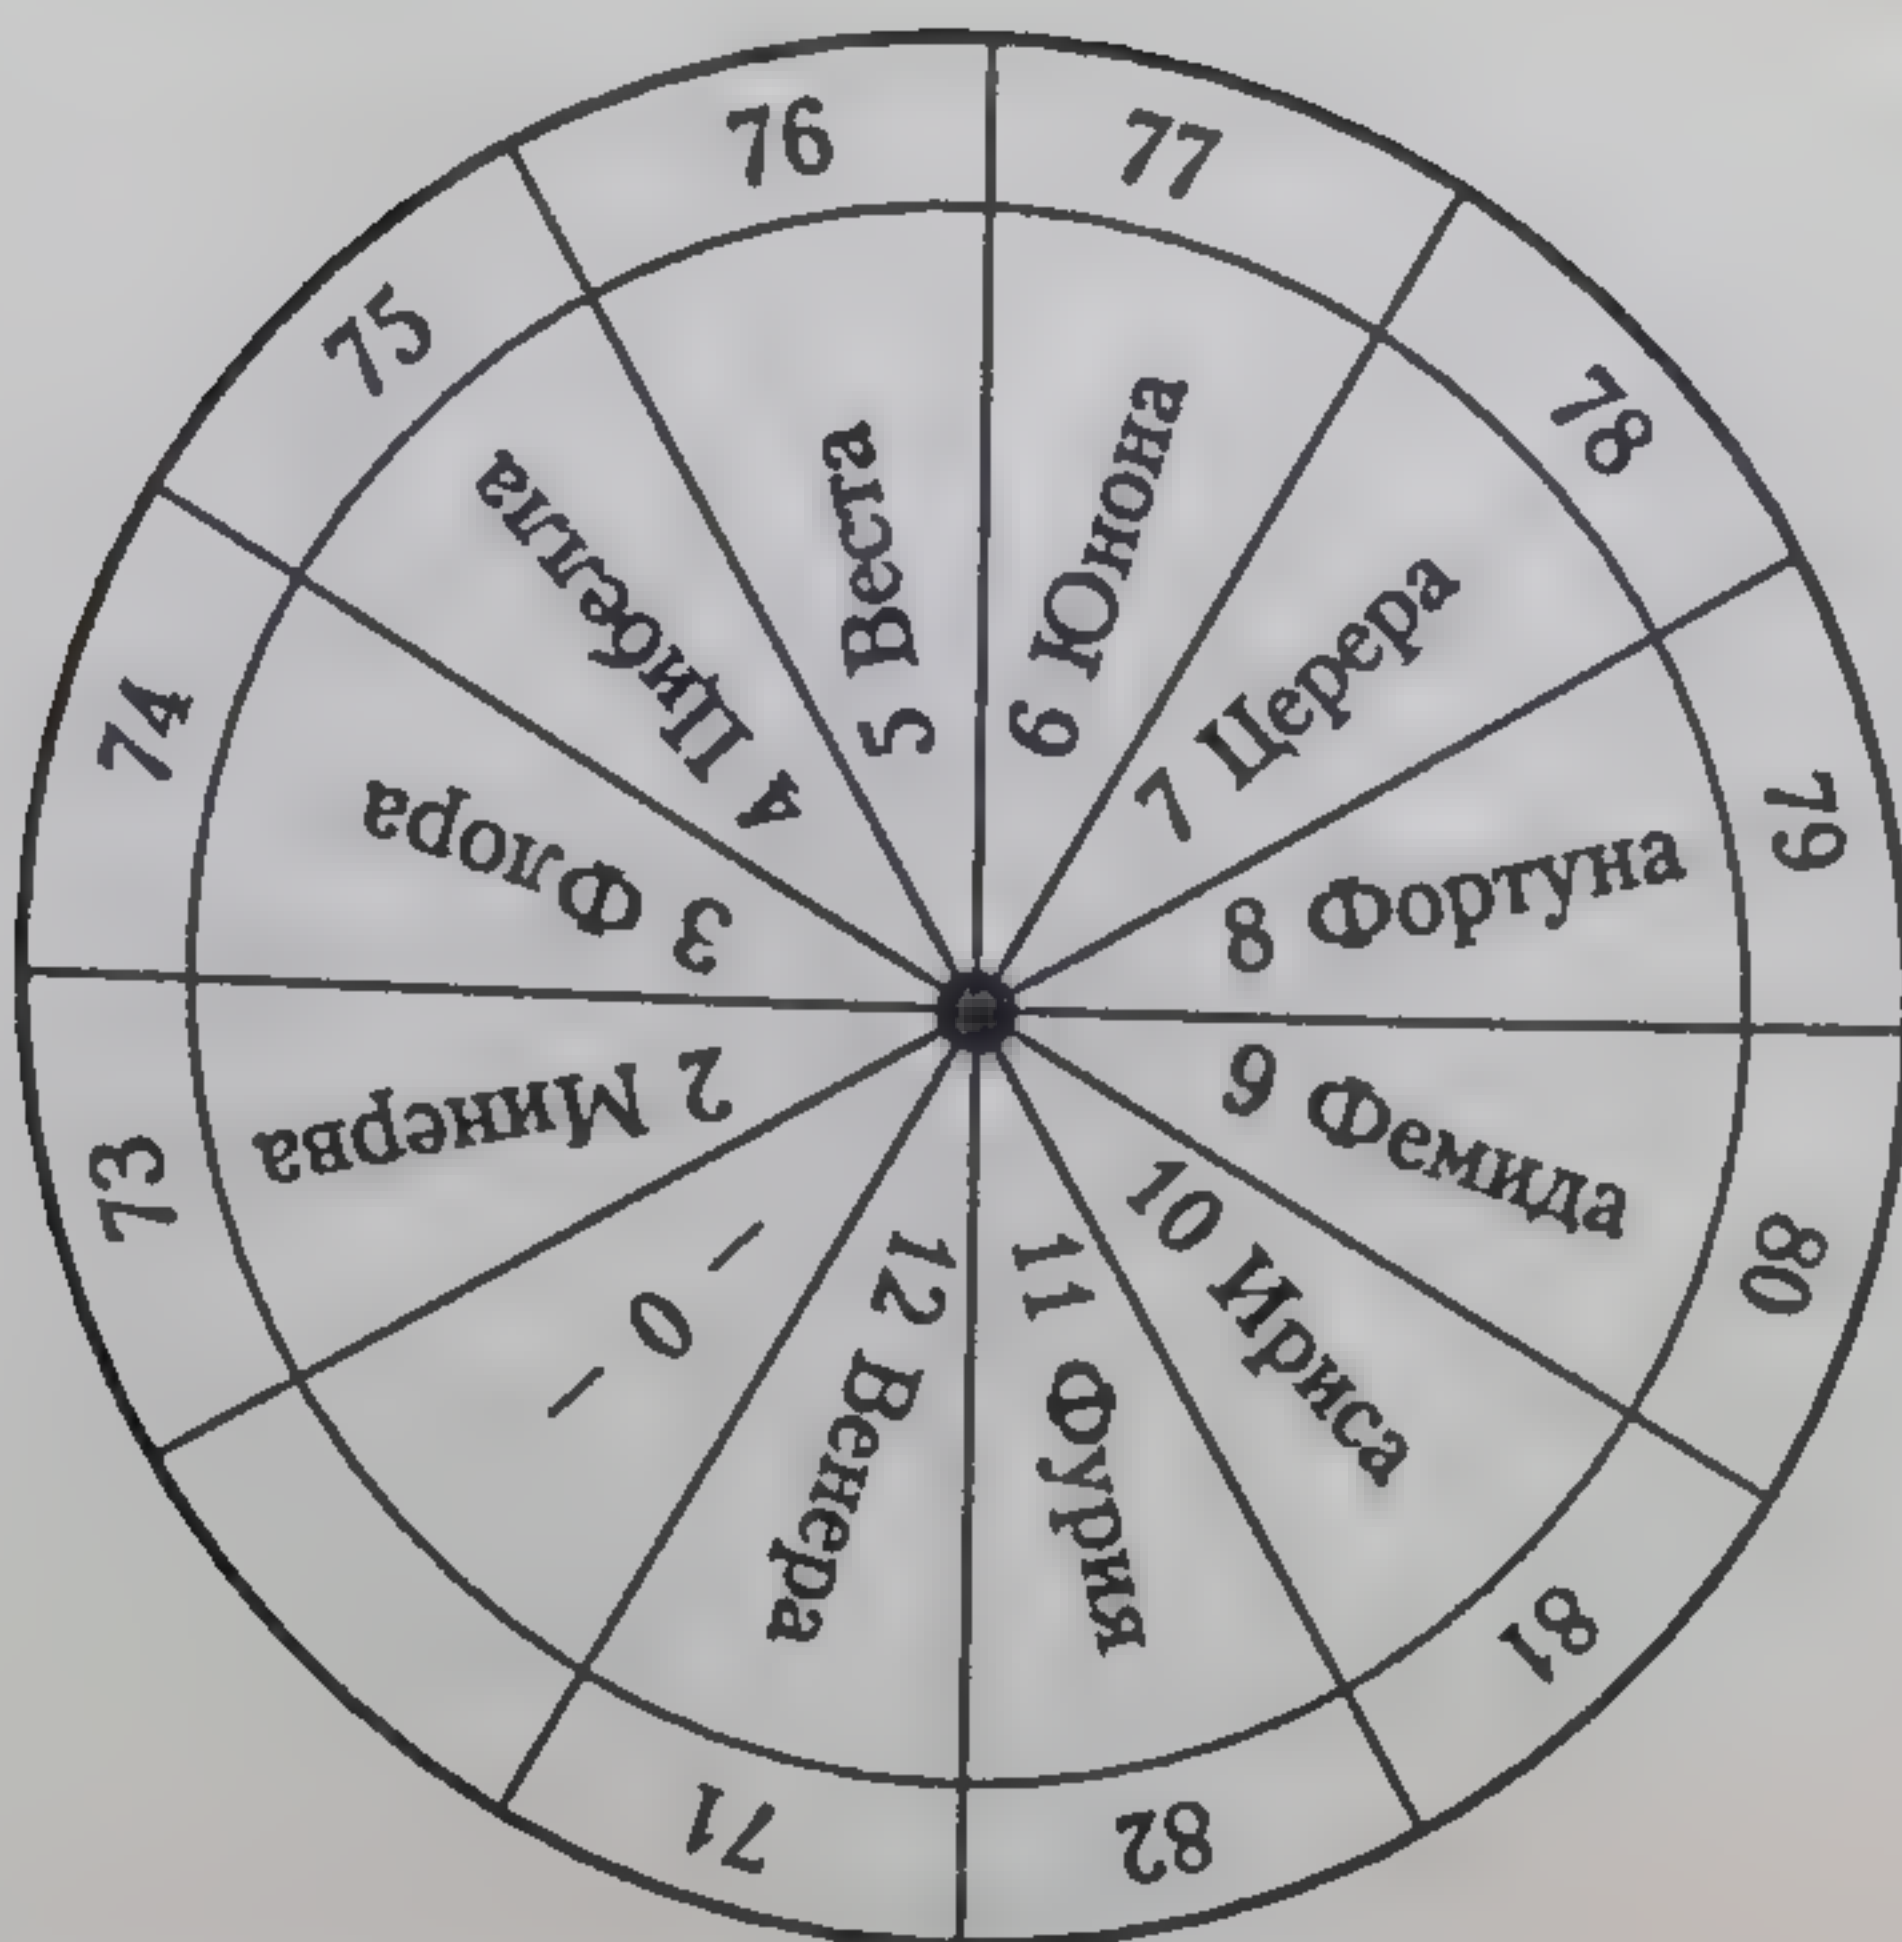 71
73
74
75
76
77
78
79
80
81
82
— 0 —
2 Минерва
3 Флора
4 Цибелла
5 Веста
6 Юнона
7 Церера
8 Фортуна
9 Фемида
10 Ириса
11 Фурия
12 Венера